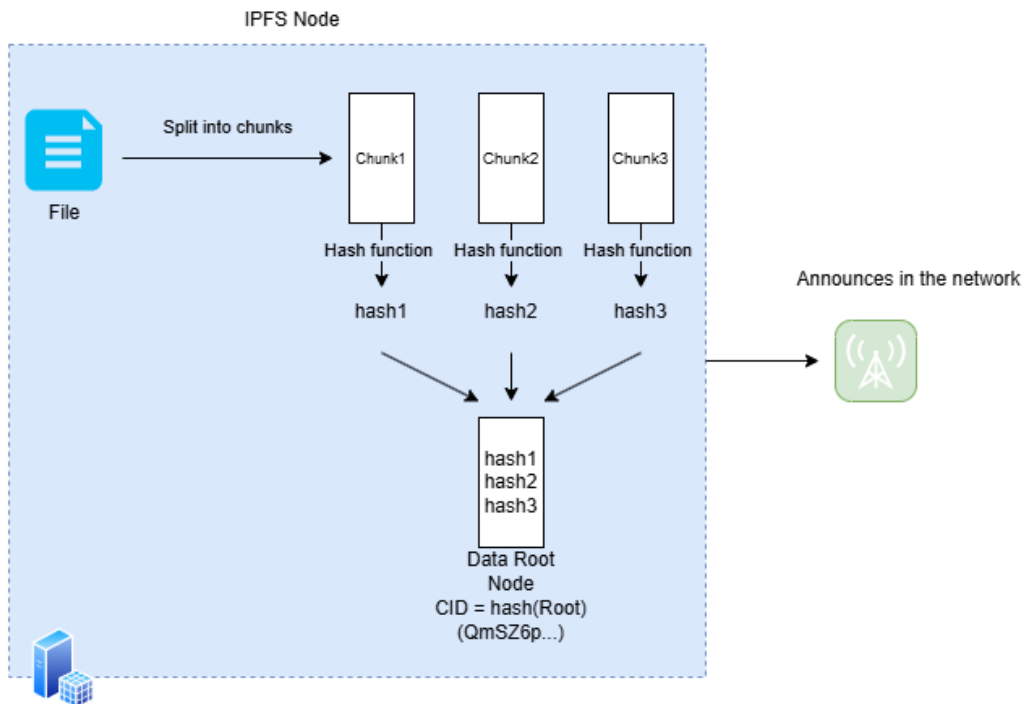 IPFS Node
Split into chunks
File
Chunk1
Chunk2
Chunk3
Hash function
Hash function
Hash function
hash1
hash2
hash3
hash1
hash2
hash3
Data Root
Node
CID = hash(Root)
(QmSZ6p...)
Announces in the network